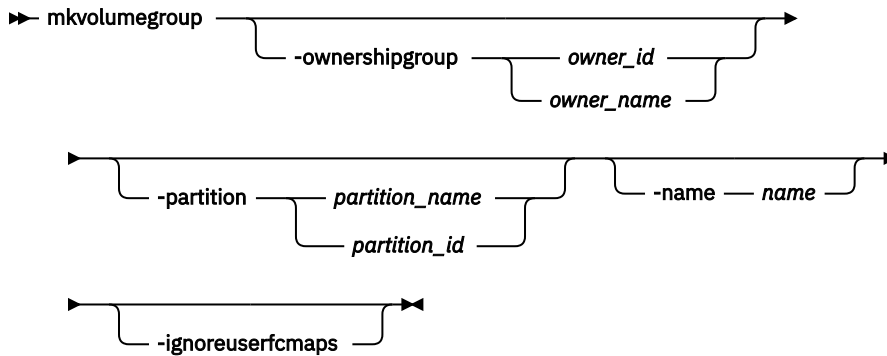 mkvolumegroup
-ownershipgroup owner_id
owner_name
-partition partition_name -name name
partition_id
-ignoreuserfcmaps